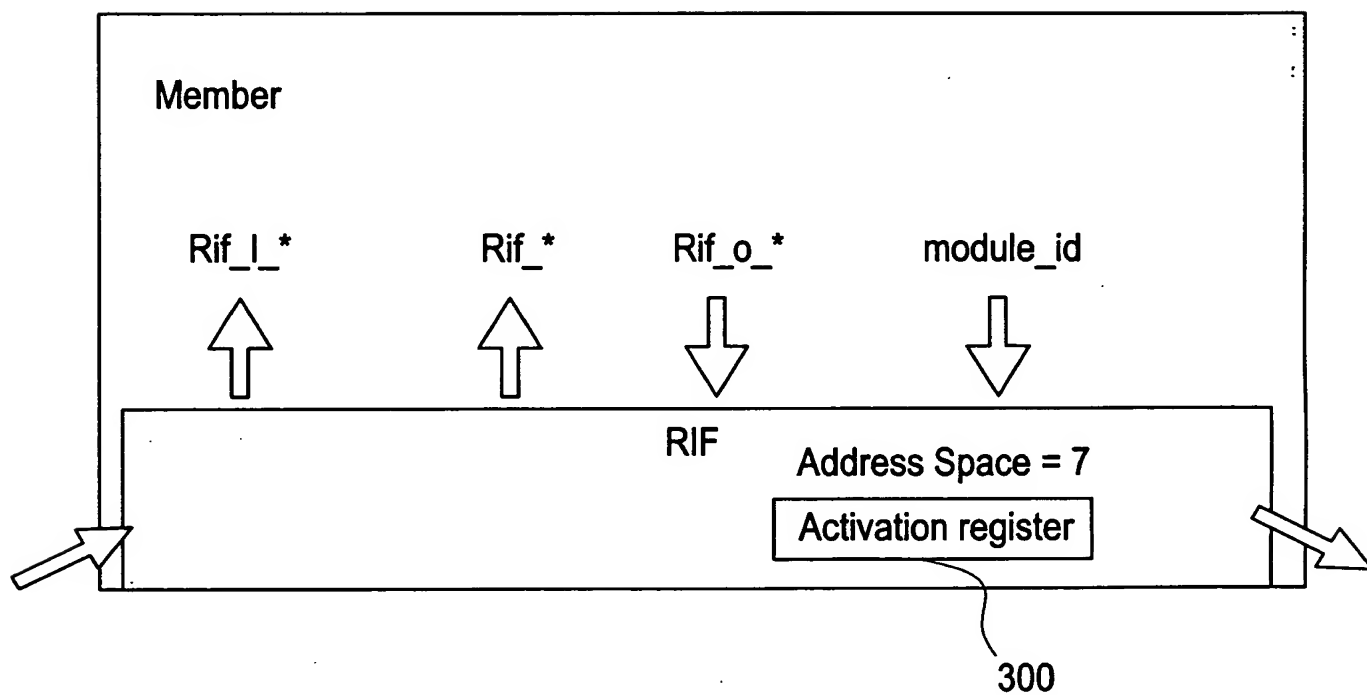 Member
Rif_I_* Rif_* Rif_o_* module_id
RIF
Address Space = 7
Activation register
300